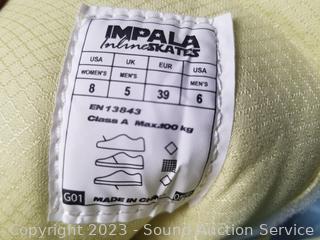 IMPALA
Inline SKATES
USA UK EUR USA
WOMEN'S MEN'S MEN'S
8 5 39 6
EN 13843
Class A Max.100 kg
G01
MADE IN
Copyright 2023 - Sound Auction Service